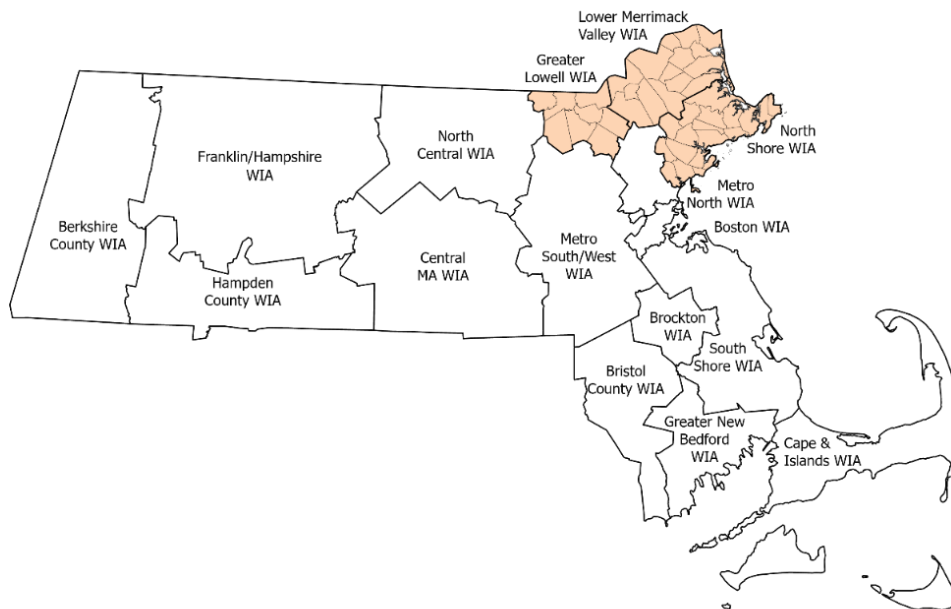 Lower Merrimack
Valley WIA
Greater
Lowell WIA
North
Shore WIA
North
Central WIA
Franklin/Hampshire
WIA
Metro
North WIA
Boston WIA
Berkshire
County WIA
Metro
South/West
WIA
Central
MA WIA
Hampden
County WIA
Brockton
WIA
South
Shore WIA
Bristol
County WIA
Greater New
Bedford
WIA
Cape &
Islands WIA